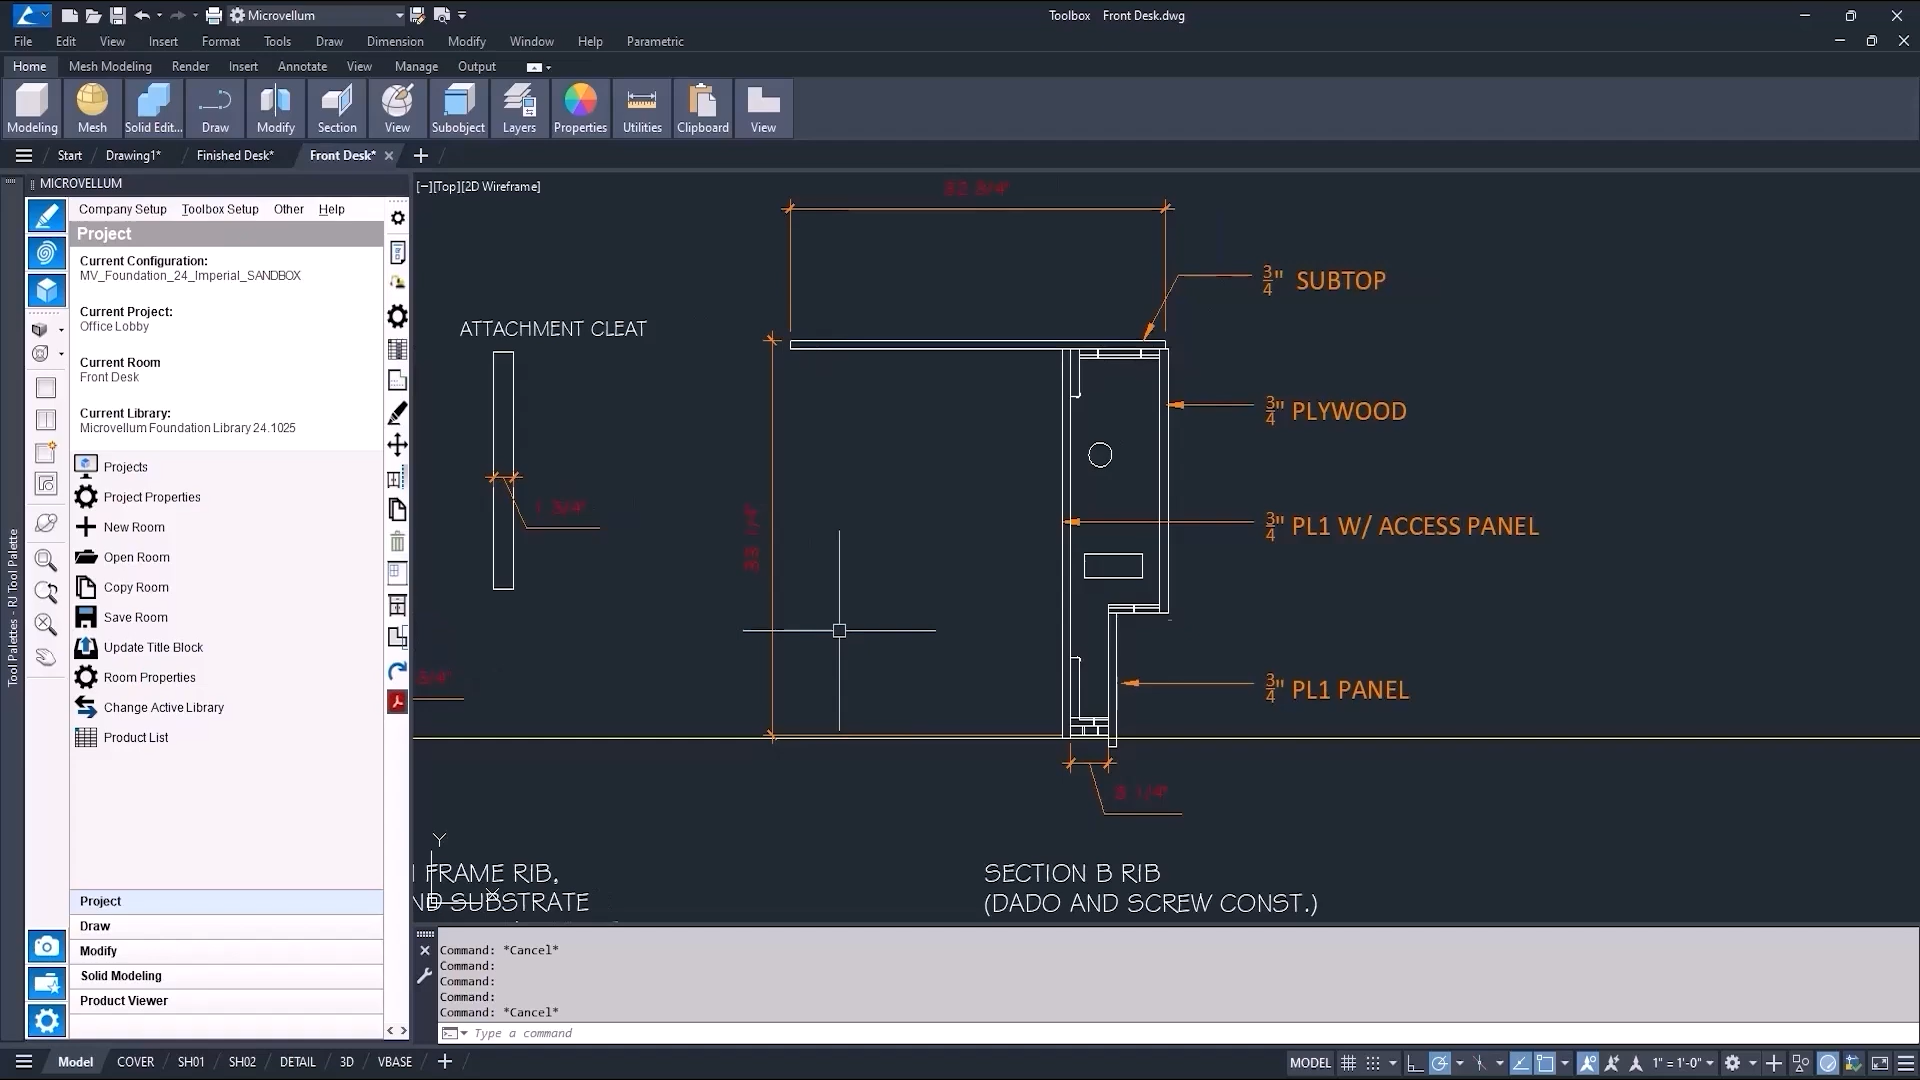 Microvellum
Toolbox Front Desk.dwg
File Edit View Insert Format Tools Draw Dimension Modify Window Help Parametric
Home Mesh Modeling Render Insert Annotate View Manage Output
Modeling Mesh Solid Edit... Draw Modify Section View Subobject Layers Properties Utilities Clipboard View
Start Drawing1* Finished Desk* Front Desk*
MICROVELLUM
[−][Top][2D Wireframe]
Company Setup Toolbox Setup Other Help
Project
Current Configuration:
MV_Foundation_24_Imperial_SANDBOX
Current Project:
Office Lobby
Current Room
Front Desk
Current Library:
Microvellum Foundation Library 24.1025
Projects
Project Properties
New Room
Open Room
Copy Room
Save Room
Update Title Block
Room Properties
Change Active Library
Product List
Project
Draw
Modify
Solid Modeling
Product Viewer
Tool Palettes - RJ Tool Palette
3/4" SUBTOP
ATTACHMENT CLEAT
3/4" PLYWOOD
1 3/4"
3/4" PL1 W/ ACCESS PANEL
3/4" PL1 PANEL
3/4"
Y
X
FRAME RIB,
ND SUBSTRATE
SECTION B RIB
(DADO AND SCREW CONST.)
Command: *Cancel*
Command:
Command:
Command:
Command: *Cancel*
Type a command
Model COVER SH01 SH02 DETAIL 3D VBASE
MODEL 1" = 1'-0"